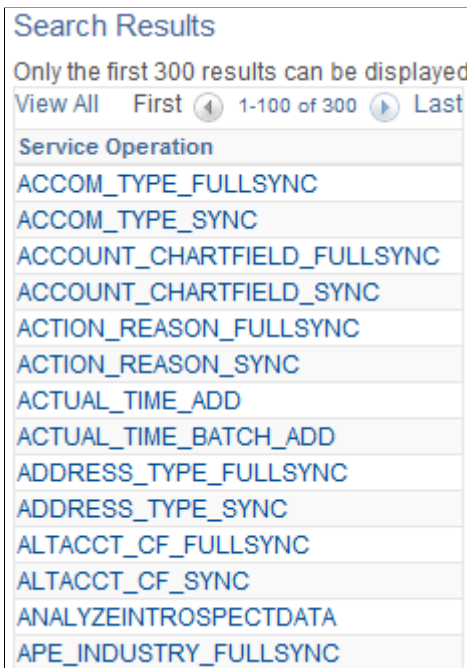 Search Results
Only the first 300 results can be displayed
View All First 1-100 of 300 Last
Service Operation
ACCOM_TYPE_FULLSYNC
ACCOM_TYPE_SYNC
ACCOUNT_CHARTFIELD_FULLSYNC
ACCOUNT_CHARTFIELD_SYNC
ACTION_REASON_FULLSYNC
ACTION_REASON_SYNC
ACTUAL_TIME_ADD
ACTUAL_TIME_BATCH_ADD
ADDRESS_TYPE_FULLSYNC
ADDRESS_TYPE_SYNC
ALTACCT_CF_FULLSYNC
ALTACCT_CF_SYNC
ANALYZEINTROSPECTDATA
APE_INDUSTRY_FULLSYNC